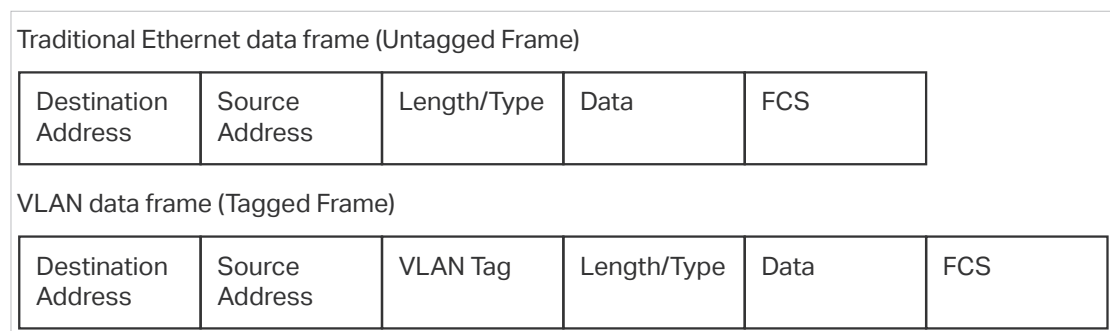 Traditional Ethernet data frame (Untagged Frame)
Destination Address
Source Address
Length/Type
Data
FCS
VLAN data frame (Tagged Frame)
Destination Address
Source Address
VLAN Tag
Length/Type
Data
FCS